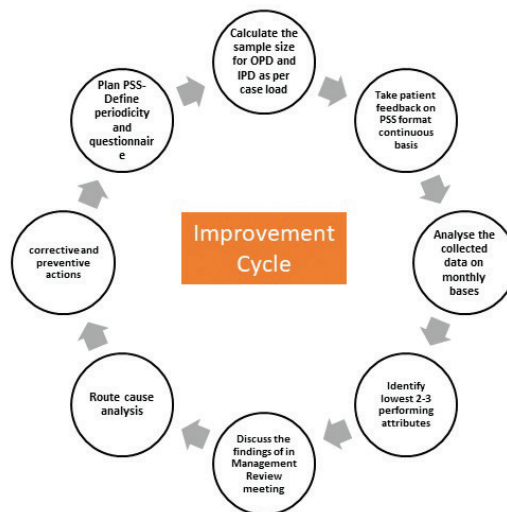 Calculate the
sample size
for OPD and
IPD as per
case load
Take patient
feedback on
PSS format
continuous
basis
Analyse the
collected
data on
monthly
bases
Identify
lowest 2-3
performing
attributes
Discuss the
findings of in
Management
Review
meeting
Route cause
analysis
corrective and
preventive
actions
Plan PSS-
Define
periodicity
and
questionnair
e
Improvement
Cycle